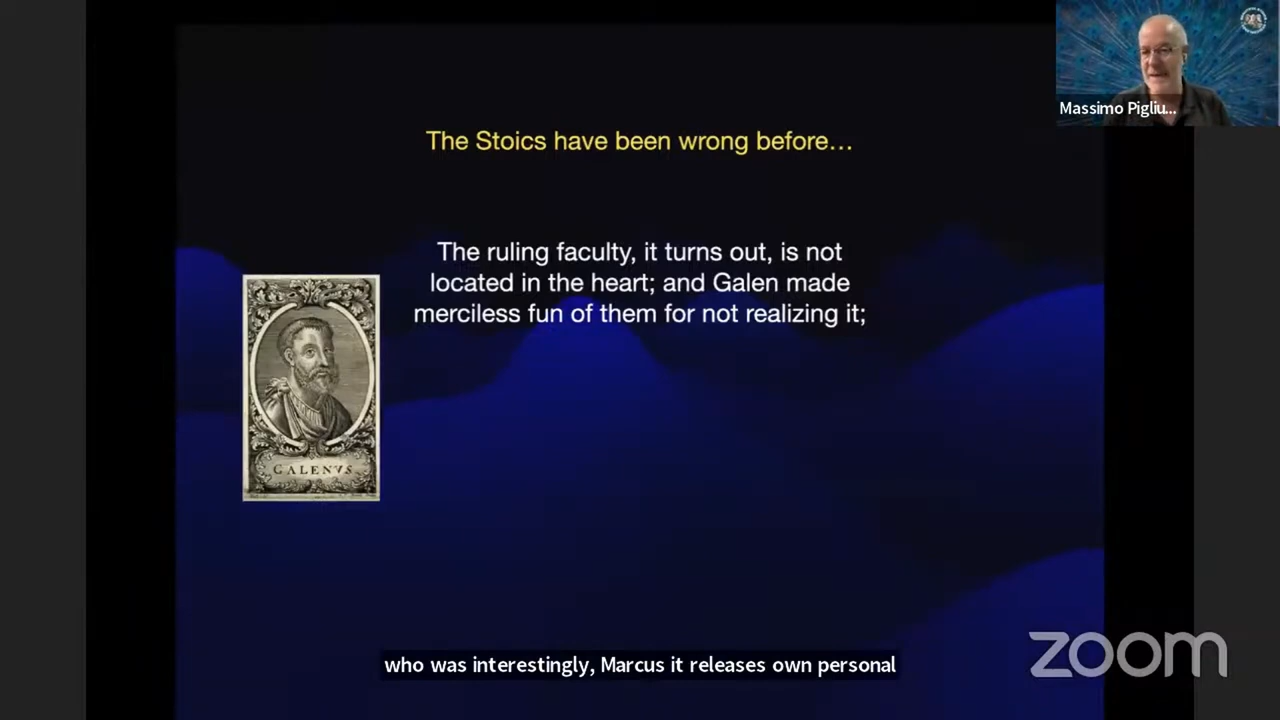 Massimo Pigliu...
The Stoics have been wrong before...
The ruling faculty, it turns out, is not
located in the heart; and Galen made
merciless fun of them for not realizing it;
GALENVS
who was interestingly, Marcus it releases own personal
zoom